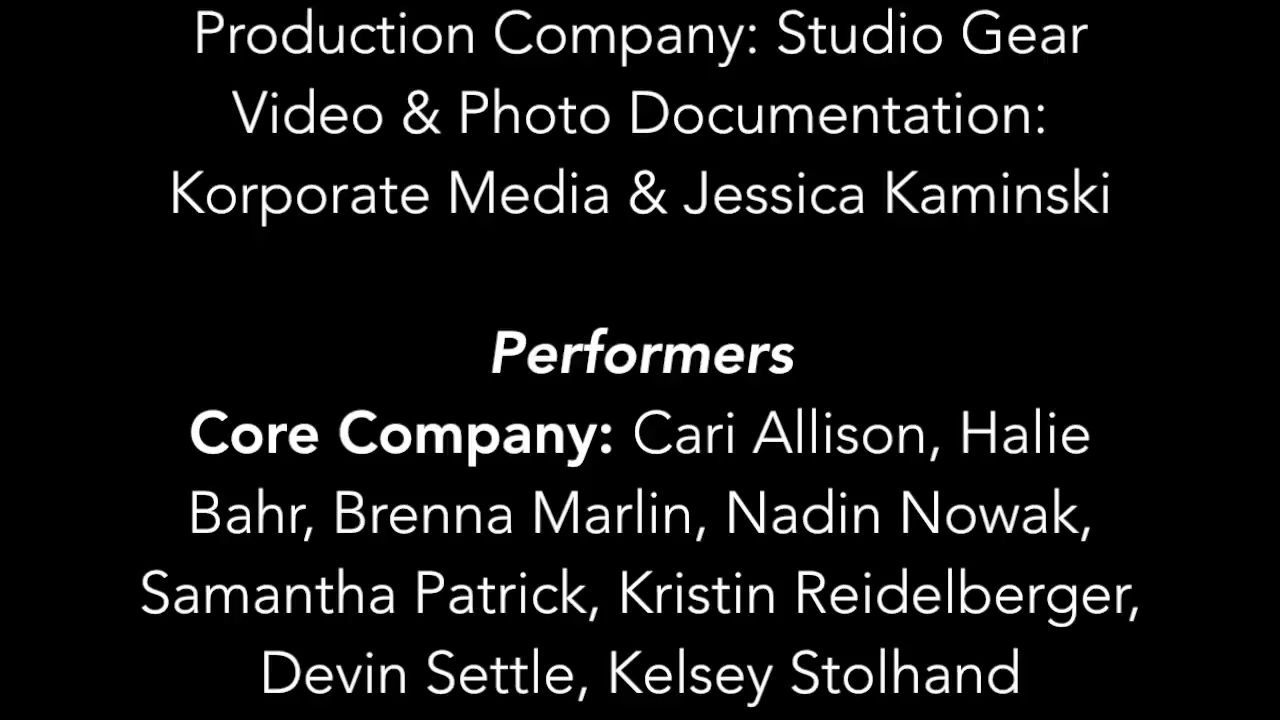 Production Company: Studio Gear
Video & Photo Documentation:
Korporate Media & Jessica Kaminski
Performers
Core Company: Cari Allison, Halie
Bahr, Brenna Marlin, Nadin Nowak,
Samantha Patrick, Kristin Reidelberger,
Devin Settle, Kelsey Stolhand